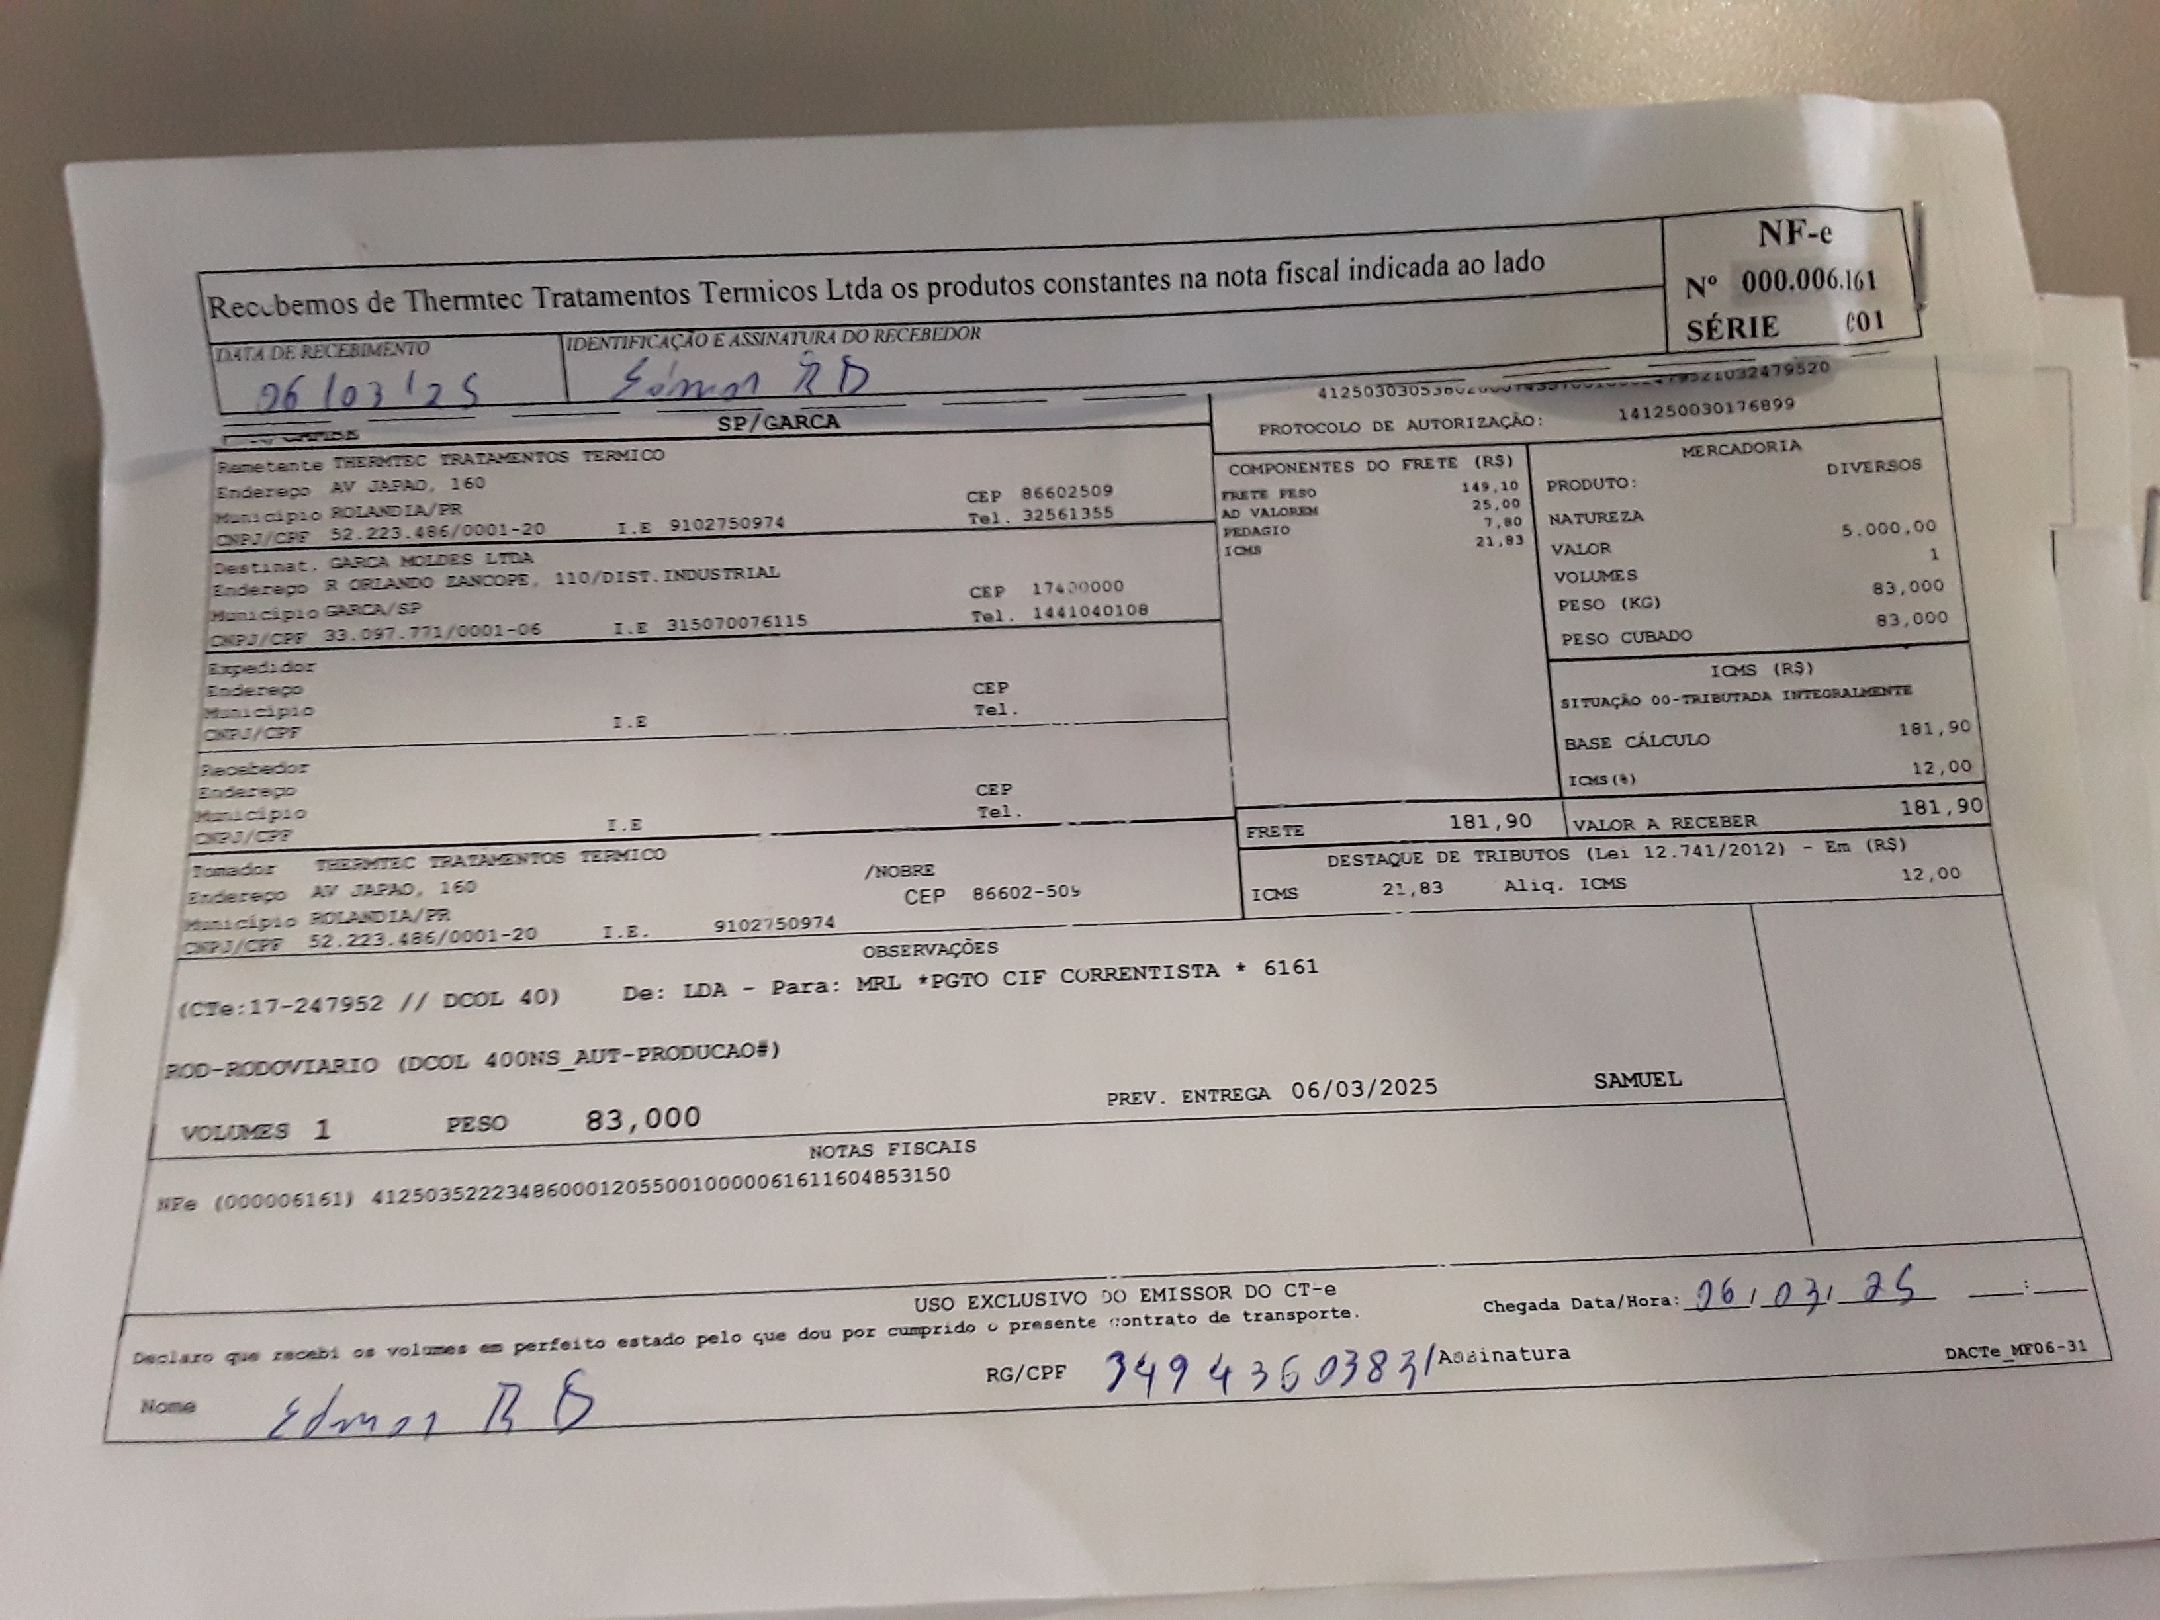 Recebemos de Thermtec Tratamentos Termicos Ltda os produtos constantes na nota fiscal indicada ao lado
NF-e
Nº 000.006.161
SÉRIE 001
DATA DE RECEBIMENTO
06/03/25
IDENTIFICAÇÃO E ASSINATURA DO RECEBEDOR
Edmar R B
SP/GARCA
PROTOCOLO DE AUTORIZAÇÃO: 141250030176899
Remetente THERMTEC TRATAMENTOS TERMICO
Endereço AV JAPAO, 160
CEP 86602509
Município ROLANDIA/PR
Tel. 32561355
CNPJ/CPF 52.223.486/0001-20 I.E 9102750974
Destinat. GARCA MOLDES LTDA
Endereço R ORLANDO ZANCOPE, 110/DIST.INDUSTRIAL
CEP 17400000
Município GARCA/SP
Tel. 1441040108
CNPJ/CPF 33.097.771/0001-06 I.E 315070076115
Expedidor
Endereço
CEP
Município
Tel.
CNPJ/CPF I.E
Recebedor
Endereço
CEP
Município
Tel.
CNPJ/CPF I.E
Tomador THERMTEC TRATAMENTOS TERMICO
/NOBRE
Endereço AV JAPAO, 160
CEP 86602-509
Município ROLANDIA/PR
CNPJ/CPF 52.223.486/0001-20 I.E. 9102750974
COMPONENTES DO FRETE (R$)
FRETE PESO 149,10
AD VALOREM 25,00
PEDAGIO 7,80
ICMS 21,83
MERCADORIA
PRODUTO: DIVERSOS
NATUREZA
VALOR 5.000,00
VOLUMES 1
PESO (KG) 83,000
PESO CUBADO 83,000
ICMS (R$)
SITUAÇÃO 00-TRIBUTADA INTEGRALMENTE
BASE CÁLCULO 181,90
ICMS(%) 12,00
FRETE 181,90
VALOR A RECEBER 181,90
DESTAQUE DE TRIBUTOS (Lei 12.741/2012) - Em (R$)
ICMS 21,83 Aliq. ICMS 12,00
OBSERVAÇÕES
(CTe:17-247952 // DCOL 40) De: LDA - Para: MRL *PGTO CIF CORRENTISTA * 6161
ROD-RODOVIARIO (DCOL 400NS_AUT-PRODUCAO#)
VOLUMES 1 PESO 83,000 PREV. ENTREGA 06/03/2025 SAMUEL
NOTAS FISCAIS
NFe (000006161) 41250352223486000120550010000061611604853150
USO EXCLUSIVO DO EMISSOR DO CT-e
Declaro que recebi os volumes em perfeito estado pelo que dou por cumprido o presente contrato de transporte.
Chegada Data/Hora: 06/03/25 __:__
Nome Edmar R B
RG/CPF 34943603831 Assinatura
DACTe_MF06-31